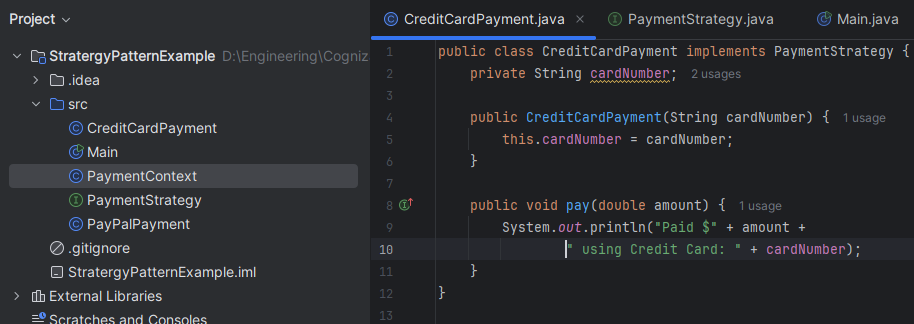 Project
CreditCardPayment.java
PaymentStrategy.java
Main.java
StratergyPatternExample D:\Engineering\Cogniz
.idea
src
CreditCardPayment
Main
PaymentContext
PaymentStrategy
PayPalPayment
.gitignore
StratergyPatternExample.iml
External Libraries
Scratches and Consoles
1 public class CreditCardPayment implements PaymentStrategy {
2 private String cardNumber; 2 usages
3
4 public CreditCardPayment(String cardNumber) { 1 usage
5 this.cardNumber = cardNumber;
6 }
7
8 public void pay(double amount) { 1 usage
9 System.out.println("Paid $" + amount +
10 " using Credit Card: " + cardNumber);
11 }
12 }
13